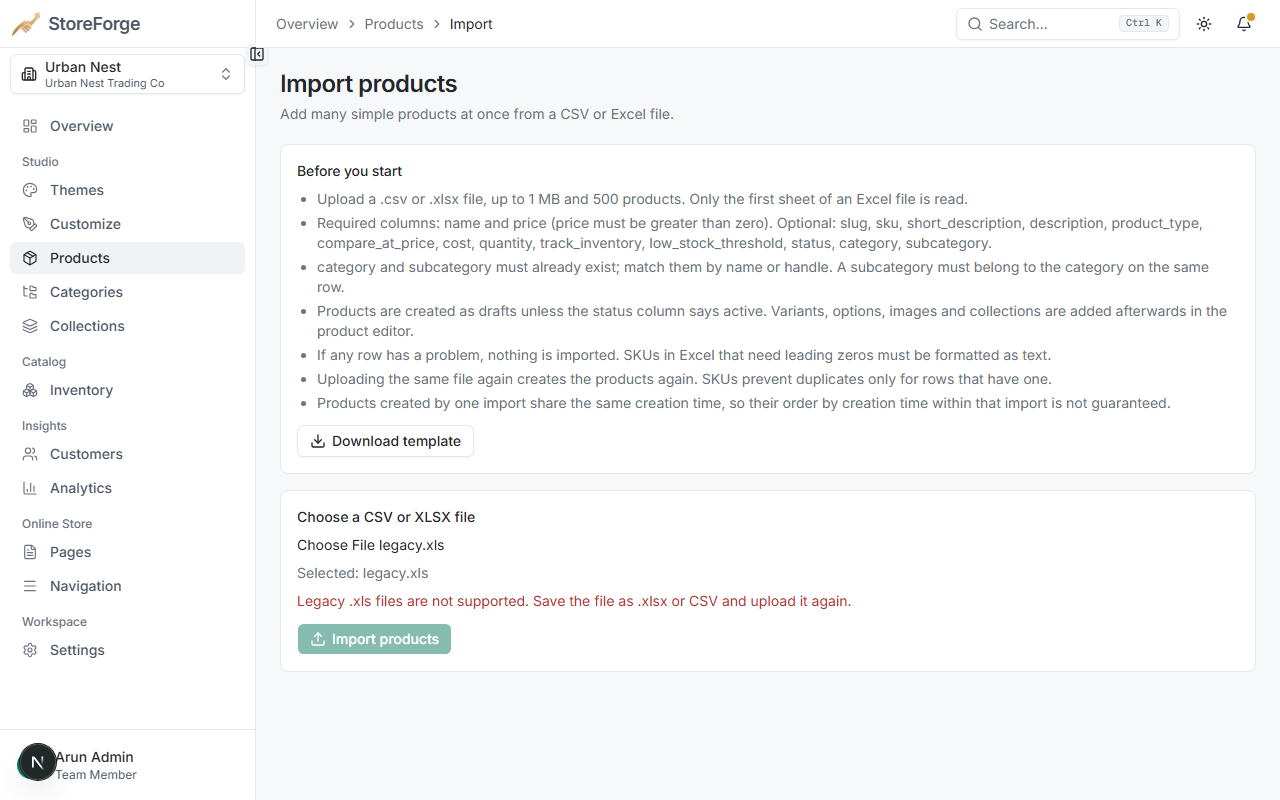 StoreForge
Overview
Products
Import
Search...
Ctrl K
Urban Nest
Urban Nest Trading Co
Overview
Studio
Themes
Customize
Products
Categories
Collections
Catalog
Inventory
Insights
Customers
Analytics
Online Store
Pages
Navigation
Workspace
Settings
N
Arun Admin
Team Member
Import products
Add many simple products at once from a CSV or Excel file.
Before you start
Upload a .csv or .xlsx file, up to 1 MB and 500 products. Only the first sheet of an Excel file is read.
Required columns: name and price (price must be greater than zero). Optional: slug, sku, short_description, description, product_type,
compare_at_price, cost, quantity, track_inventory, low_stock_threshold, status, category, subcategory.
category and subcategory must already exist; match them by name or handle. A subcategory must belong to the category on the same
row.
Products are created as drafts unless the status column says active. Variants, options, images and collections are added afterwards in the
product editor.
If any row has a problem, nothing is imported. SKUs in Excel that need leading zeros must be formatted as text.
Uploading the same file again creates the products again. SKUs prevent duplicates only for rows that have one.
Products created by one import share the same creation time, so their order by creation time within that import is not guaranteed.
Download template
Choose a CSV or XLSX file
Choose File legacy.xls
Selected: legacy.xls
Legacy .xls files are not supported. Save the file as .xlsx or CSV and upload it again.
Import products